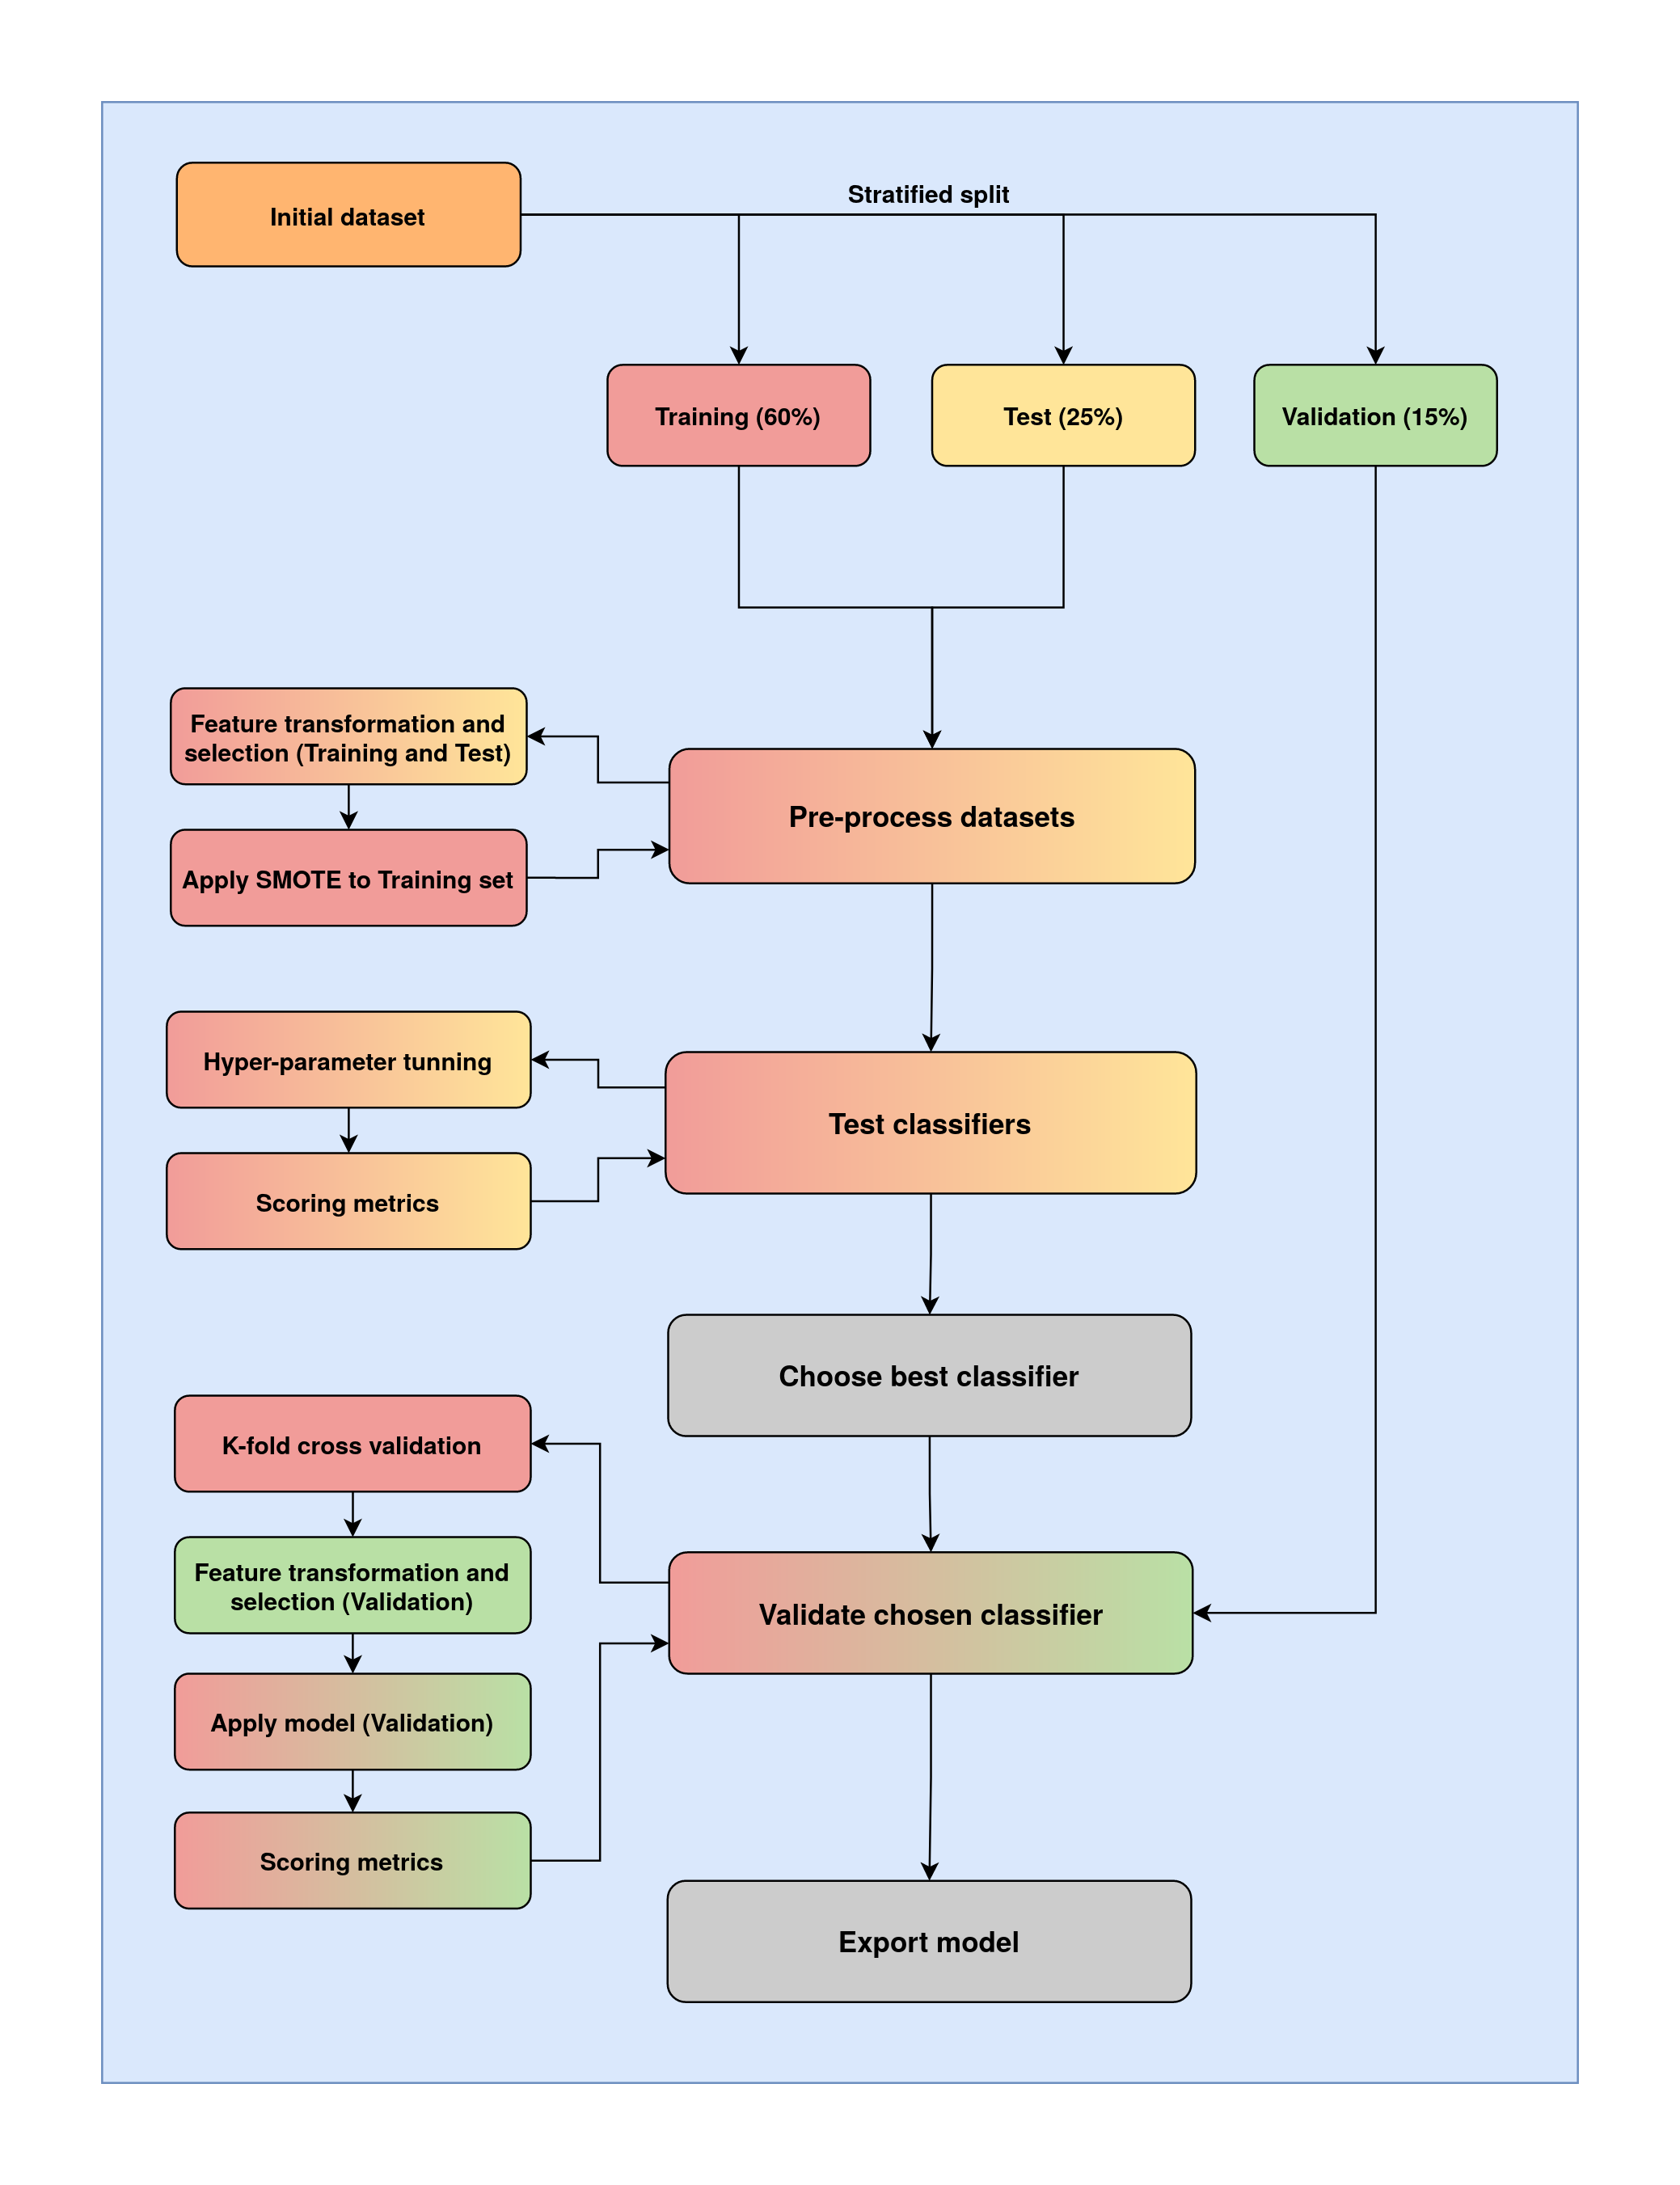 Stratified split
Initial dataset
Training (60%)
Test (25%)
Validation (15%)
Feature transformation and
selection (Training and Test)
Pre-process datasets
Apply SMOTE to Training set
Hyper-parameter tunning
Test classifiers
Scoring metrics
Choose best classifier
K-fold cross validation
Feature transformation and
selection (Validation)
Validate chosen classifier
Apply model (Validation)
Scoring metrics
Export model